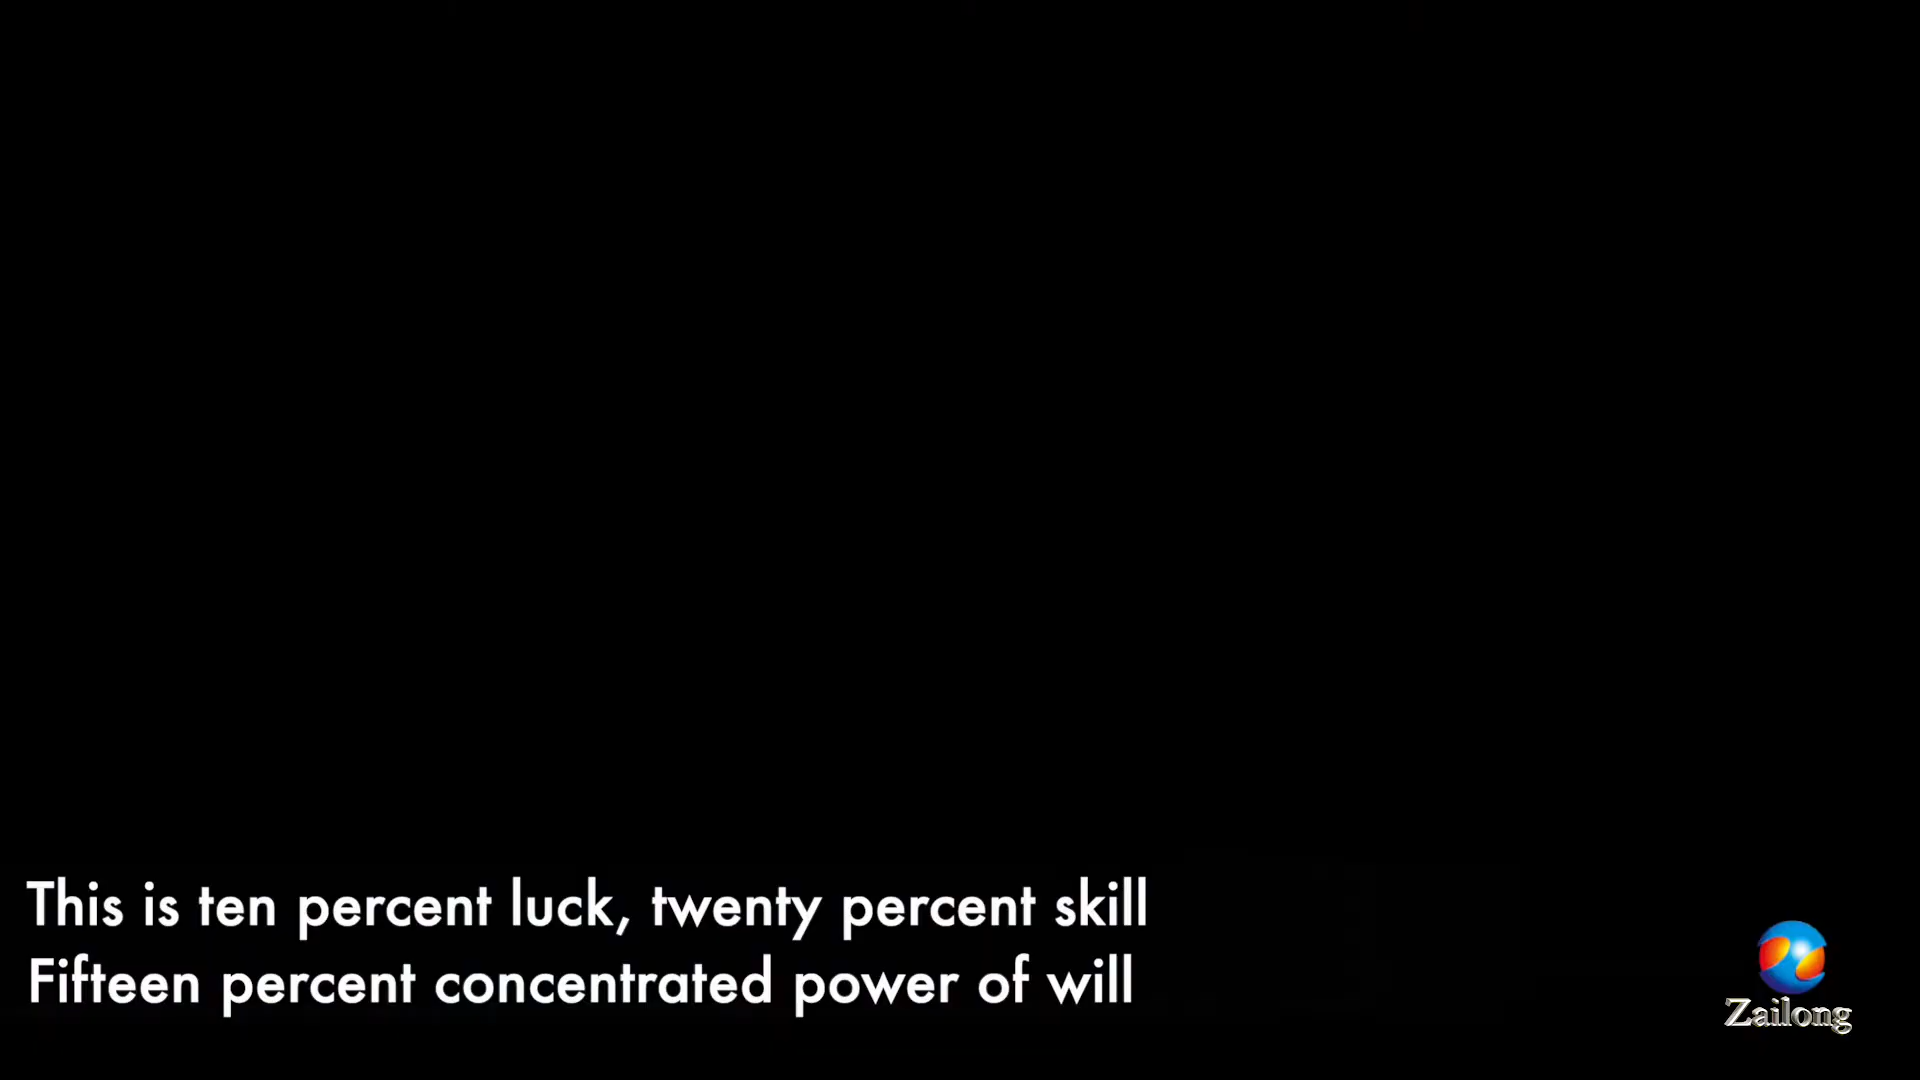 This is ten percent luck, twenty percent skill
Fifteen percent concentrated power of will
Zailong